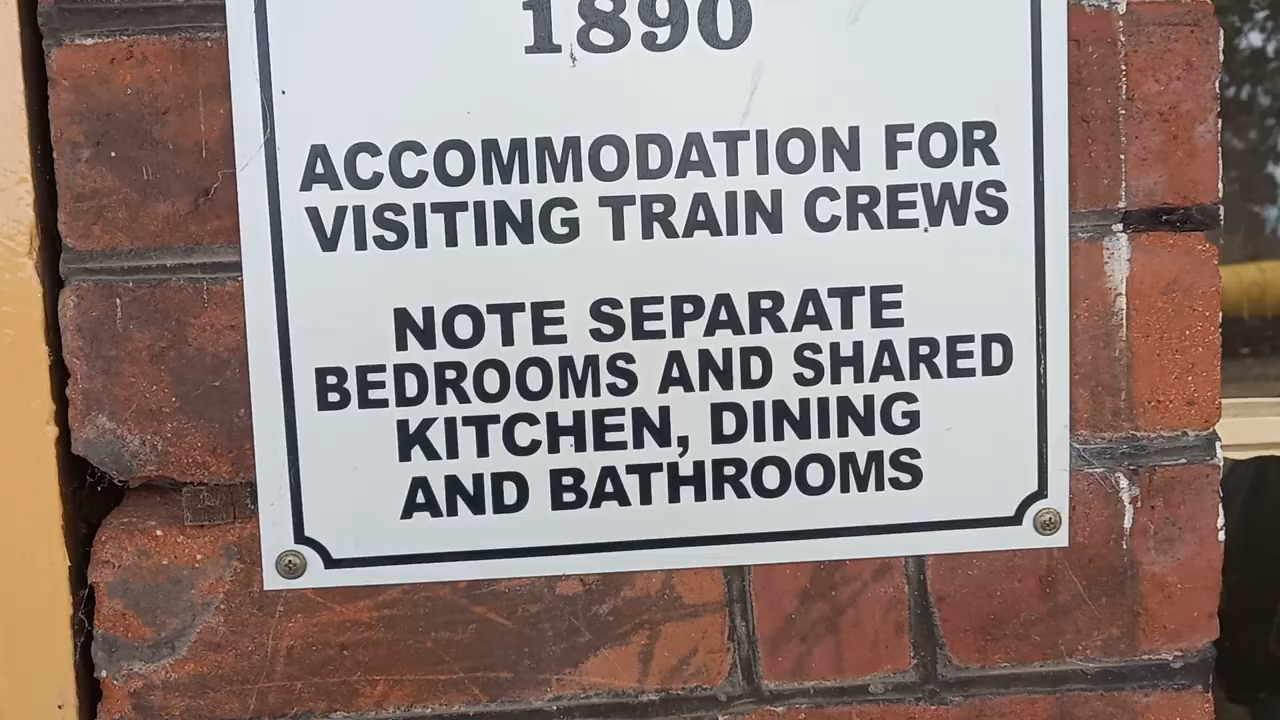 1890
ACCOMMODATION FOR
VISITING TRAIN CREWS
NOTE SEPARATE
BEDROOMS AND SHARED
KITCHEN, DINING
AND BATHROOMS